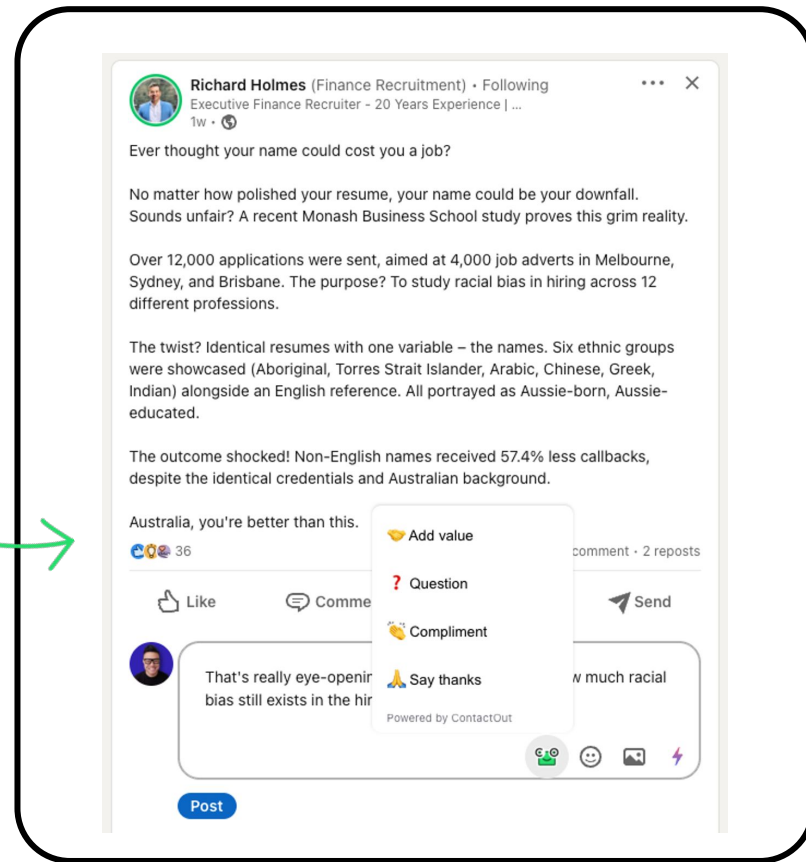 Richard Holmes (Finance Recruitment) • Following
Executive Finance Recruiter - 20 Years Experience | ...
1w •
Ever thought your name could cost you a job?
No matter how polished your resume, your name could be your downfall.
Sounds unfair? A recent Monash Business School study proves this grim reality.
Over 12,000 applications were sent, aimed at 4,000 job adverts in Melbourne,
Sydney, and Brisbane. The purpose? To study racial bias in hiring across 12
different professions.
The twist? Identical resumes with one variable – the names. Six ethnic groups
were showcased (Aboriginal, Torres Strait Islander, Arabic, Chinese, Greek,
Indian) alongside an English reference. All portrayed as Aussie-born, Aussie-
educated.
The outcome shocked! Non-English names received 57.4% less callbacks,
despite the identical credentials and Australian background.
Australia, you're better than this.
36 comment • 2 reposts
Add value
Question
Compliment
Say thanks
Powered by ContactOut
Like Send
That's really much racial
bias still exists in the
Post